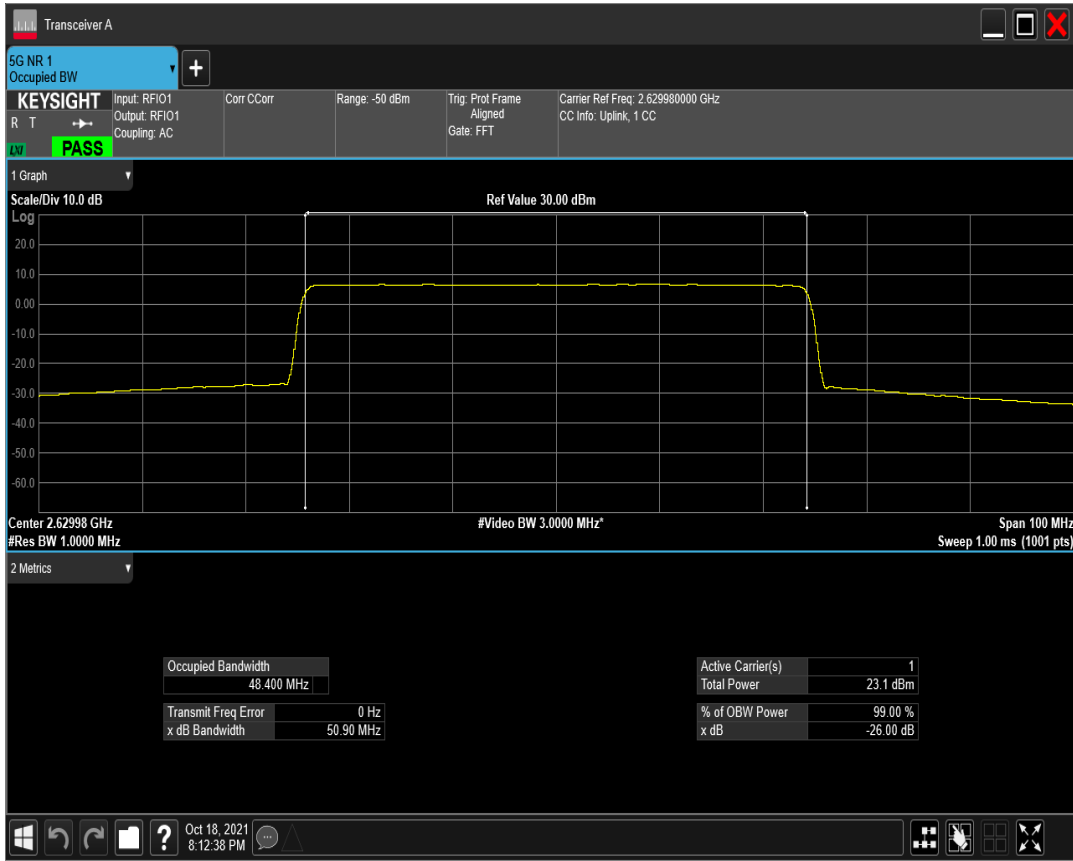 Transceiver A
5G NR 1
Occupied BW
+
KEYSIGHT
R T
LXI
PASS
Input: RFIO1
Output: RFIO1
Coupling: AC
Corr CCorr
Range: -50 dBm
Trig: Prot Frame
Aligned
Gate: FFT
Carrier Ref Freq: 2.629980000 GHz
CC Info: Uplink, 1 CC
1 Graph
Scale/Div 10.0 dB
Ref Value 30.00 dBm
Log
20.0
10.0
0.00
-10.0
-20.0
-30.0
-40.0
-50.0
-60.0
Center 2.62998 GHz
#Video BW 3.0000 MHz*
Span 100 MHz
#Res BW 1.0000 MHz
Sweep 1.00 ms (1001 pts)
2 Metrics
Occupied Bandwidth
48.400 MHz
Transmit Freq Error 0 Hz
x dB Bandwidth 50.90 MHz
Active Carrier(s) 1
Total Power 23.1 dBm
% of OBW Power 99.00 %
x dB -26.00 dB
?
Oct 18, 2021
8:12:38 PM